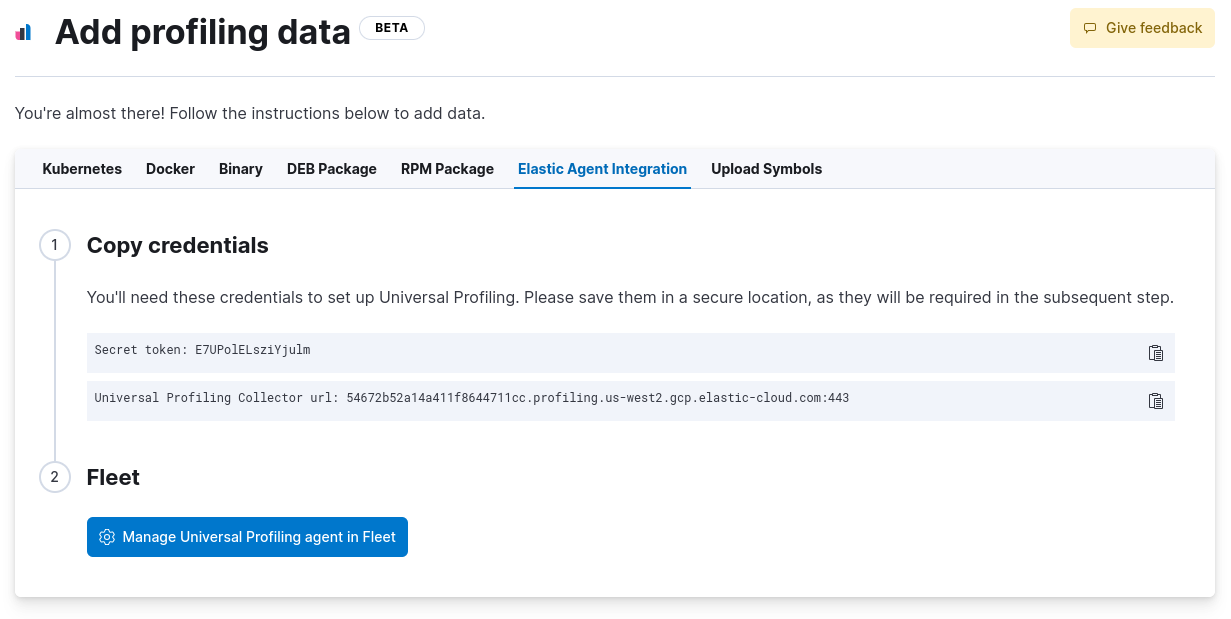 Add profiling data BETA
Give feedback
You're almost there! Follow the instructions below to add data.
Kubernetes Docker Binary DEB Package RPM Package Elastic Agent Integration Upload Symbols
1 Copy credentials
You'll need these credentials to set up Universal Profiling. Please save them in a secure location, as they will be required in the subsequent step.
Secret token: E7UPolELsziYjulm
Universal Profiling Collector url: 54672b52a14a411f8644711cc.profiling.us-west2.gcp.elastic-cloud.com:443
2 Fleet
Manage Universal Profiling agent in Fleet